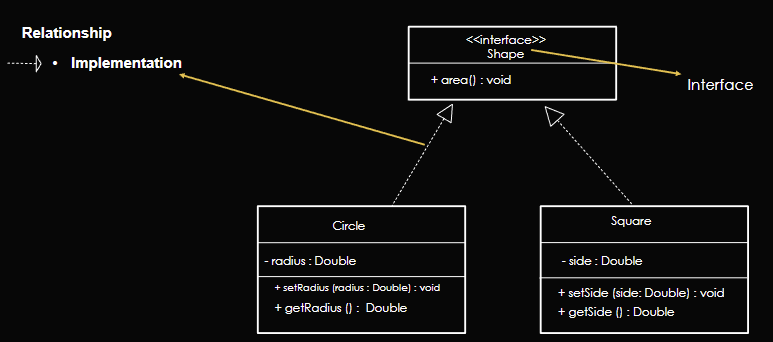 Relationship
• Implementation
<<interface>>
Shape
+ area() : void
Interface
Circle
- radius : Double
+ setRadius (radius : Double) : void
+ getRadius () : Double
Square
- side : Double
+ setSide (side: Double) : void
+ getSide () : Double